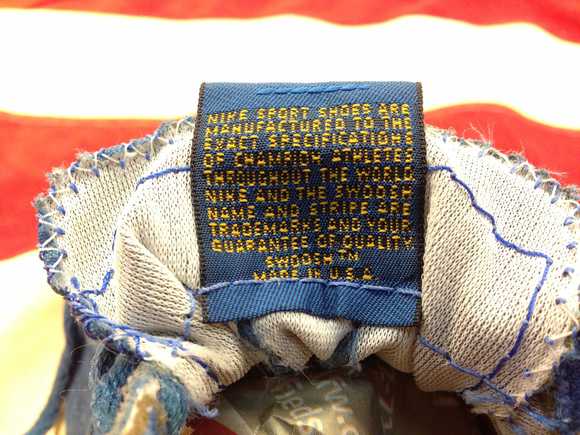 NIKE SPORT SHOES ARE
MANUFACTURED TO THE
EXACT SPECIFICATIONS
OF CHAMPION ATHLETES
THROUGHOUT THE WORLD.
NIKE AND THE SWOOSH
NAME AND STRIPE ARE
TRADEMARKS AND YOUR
GUARANTEE OF QUALITY
SWOOSH™
MADE IN U.S.A.